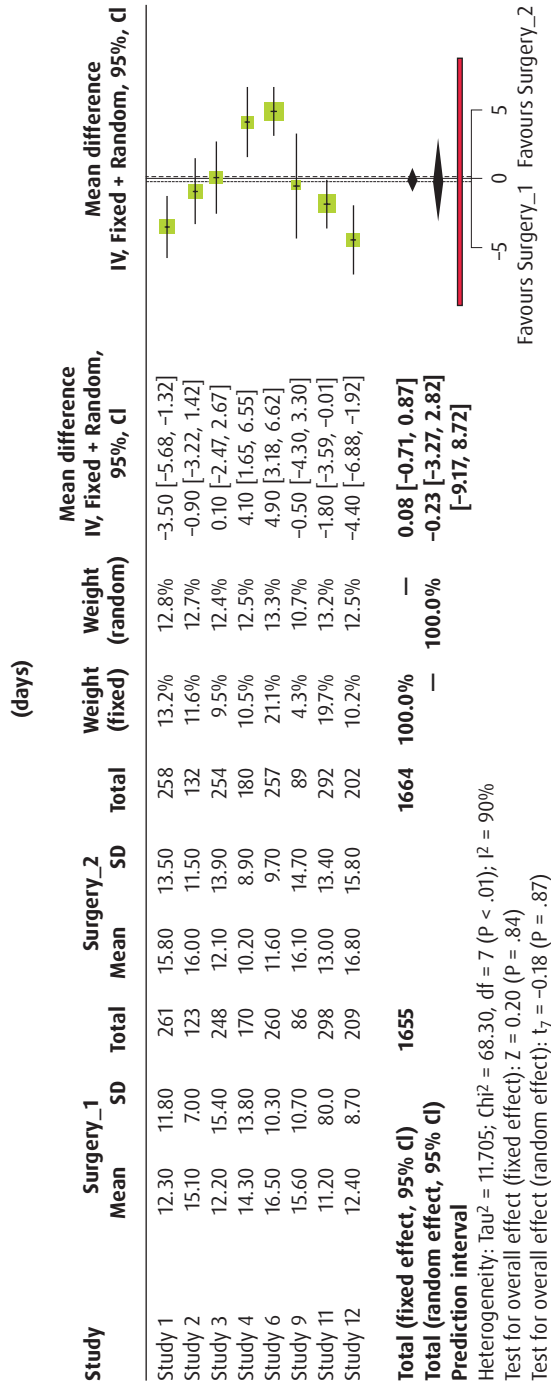 (days)
Surgery_1 Surgery_2 Weight Weight Mean difference Mean difference
Study Mean SD Total Mean SD Total (fixed) (random) IV, Fixed + Random, 95%, CI IV, Fixed + Random, 95%, CI
Study 1 12.30 11.80 261 15.80 13.50 258 13.2% 12.8% −3.50 [−5.68, −1.32]
Study 2 15.10 7.00 123 16.00 11.50 132 11.6% 12.7% −0.90 [−3.22, 1.42]
Study 3 12.20 15.40 248 12.10 13.90 254 9.5% 12.4% 0.10 [−2.47, 2.67]
Study 4 14.30 13.80 170 10.20 8.90 180 10.5% 12.5% 4.10 [1.65, 6.55]
Study 6 16.50 10.30 260 11.60 9.70 257 21.1% 13.3% 4.90 [3.18, 6.62]
Study 9 15.60 10.70 86 16.10 14.70 89 4.3% 10.7% −0.50 [−4.30, 3.30]
Study 11 11.20 80.0 298 13.00 13.40 292 19.7% 13.2% −1.80 [−3.59, −0.01]
Study 12 12.40 8.70 209 16.80 15.80 202 10.2% 12.5% −4.40 [−6.88, −1.92]
Total (fixed effect, 95% CI) 1655 1664 100.0% — 0.08 [−0.71, 0.87]
Total (random effect, 95% CI) — 100.0% −0.23 [−3.27, 2.82]
Prediction interval [−9.17, 8.72]
Heterogeneity: Tau² = 11.705; Chi² = 68.30, df = 7 (P < .01); I² = 90%
Test for overall effect (fixed effect): Z = 0.20 (P = .84)
Test for overall effect (random effect): t₇ = −0.18 (P = .87)
−5 0 5
Favours Surgery_1 Favours Surgery_2